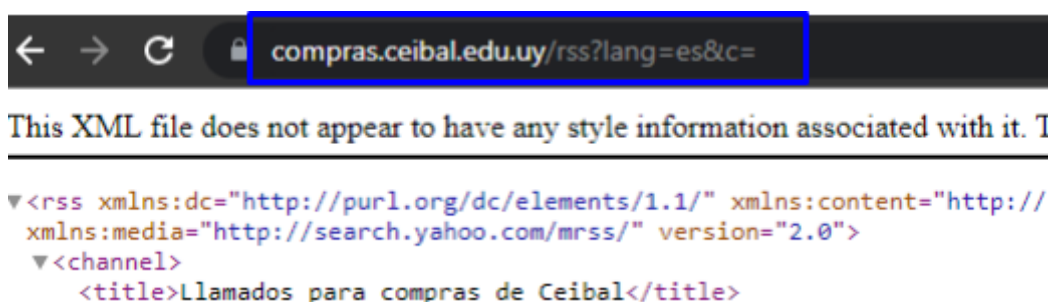 compras.ceibal.edu.uy/rss?lang=es&c=
This XML file does not appear to have any style information associated with it. T
▼<rss xmlns:dc="http://purl.org/dc/elements/1.1/" xmlns:content="http://
xmlns:media="http://search.yahoo.com/mrss/" version="2.0">
▼<channel>
<title>Llamados para compras de Ceibal</title>